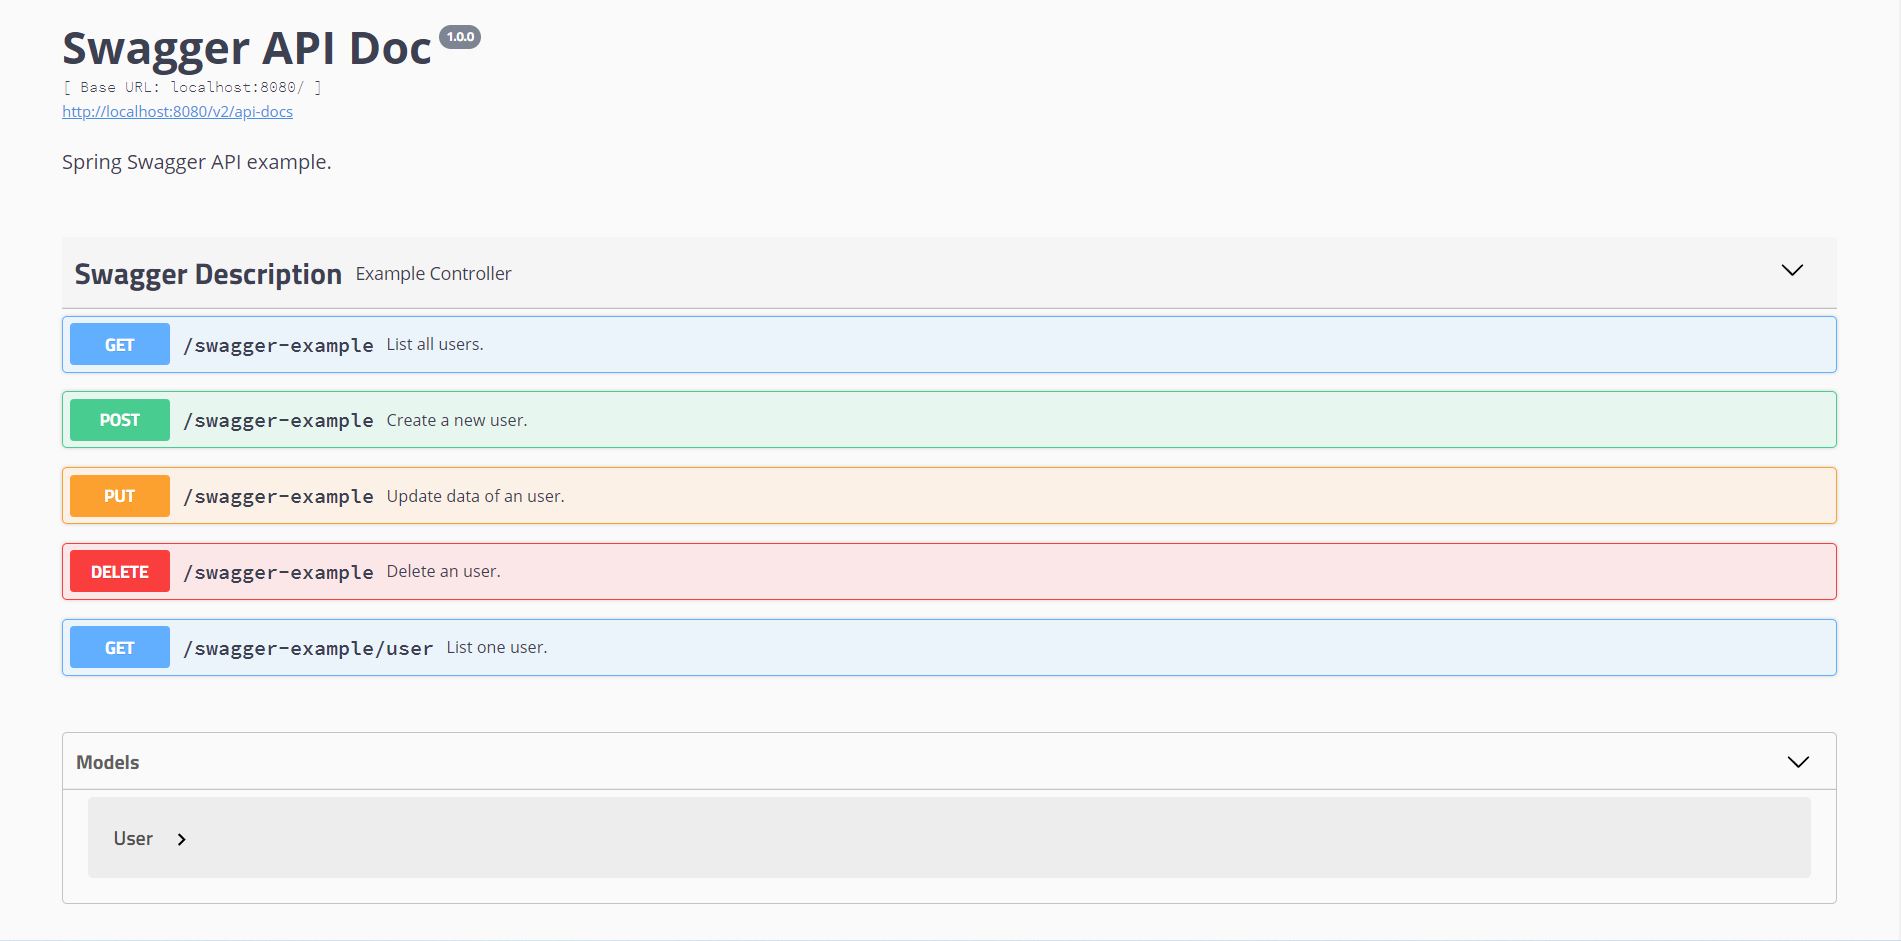 Swagger API Doc 1.0.0
[ Base URL: localhost:8080/ ]
http://localhost:8080/v2/api-docs
Spring Swagger API example.
Swagger Description Example Controller
GET /swagger-example List all users.
POST /swagger-example Create a new user.
PUT /swagger-example Update data of an user.
DELETE /swagger-example Delete an user.
GET /swagger-example/user List one user.
Models
User